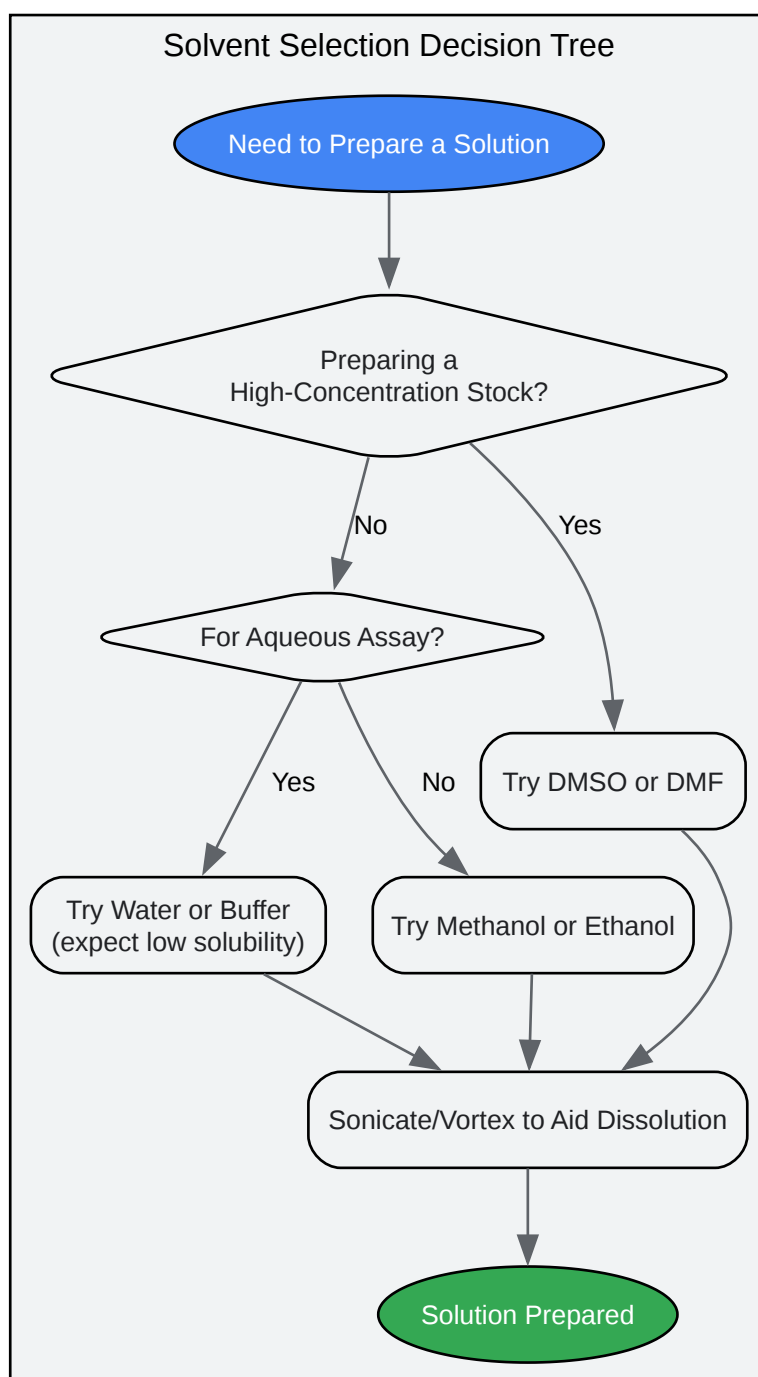 Solvent Selection Decision Tree
Need to Prepare a Solution
Preparing a
High-Concentration Stock?
No
Yes
For Aqueous Assay?
Yes
No
Try DMSO or DMF
Try Water or Buffer
(expect low solubility)
Try Methanol or Ethanol
Sonicate/Vortex to Aid Dissolution
Solution Prepared